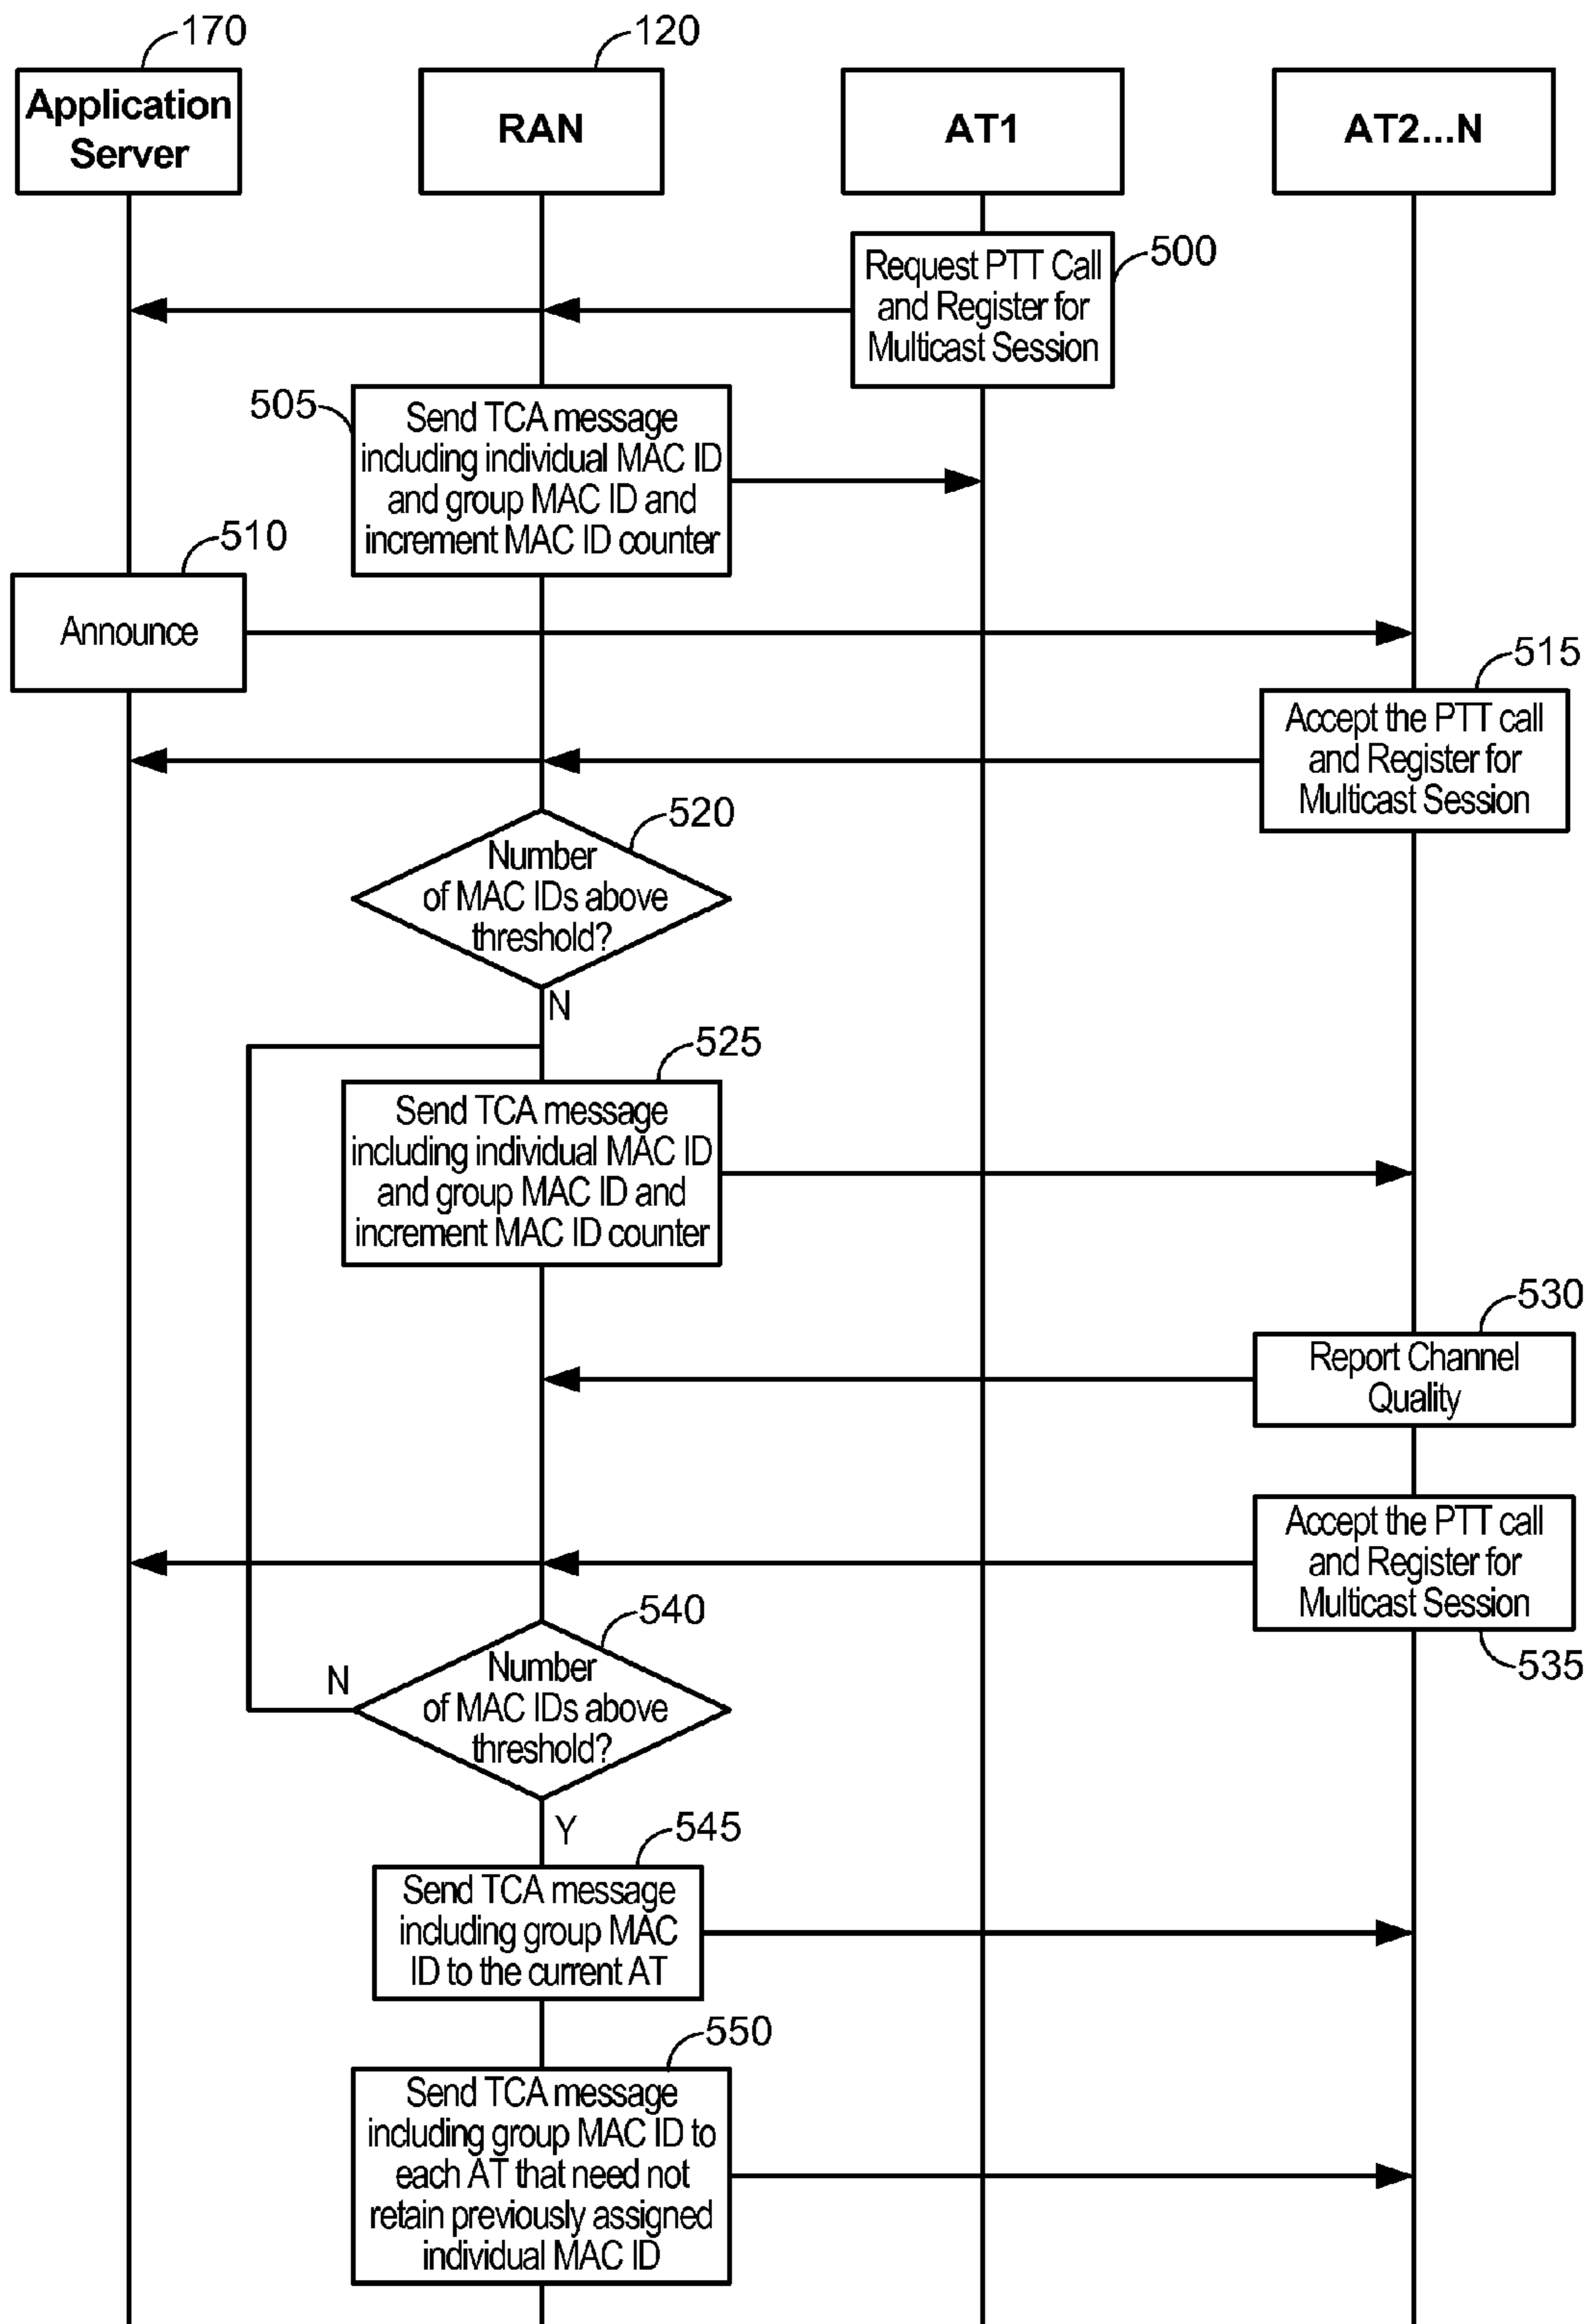 170
120
Application
Server
RAN
AT1
AT2...N
Request PTT Call
and Register for
Multicast Session
500
505
Send TCA message
including individual MAC ID
and group MAC ID and
increment MAC ID counter
510
Announce
515
Accept the PTT call
and Register for
Multicast Session
520
Number
of MAC IDs above
threshold?
N
525
Send TCA message
including individual MAC ID
and group MAC ID and
increment MAC ID counter
530
Report Channel
Quality
Accept the PTT call
and Register for
Multicast Session
535
540
Number
of MAC IDs above
threshold?
N
Y
545
Send TCA message
including group MAC
ID to the current AT
550
Send TCA message
including group MAC ID to
each AT that need not
retain previously assigned
individual MAC ID